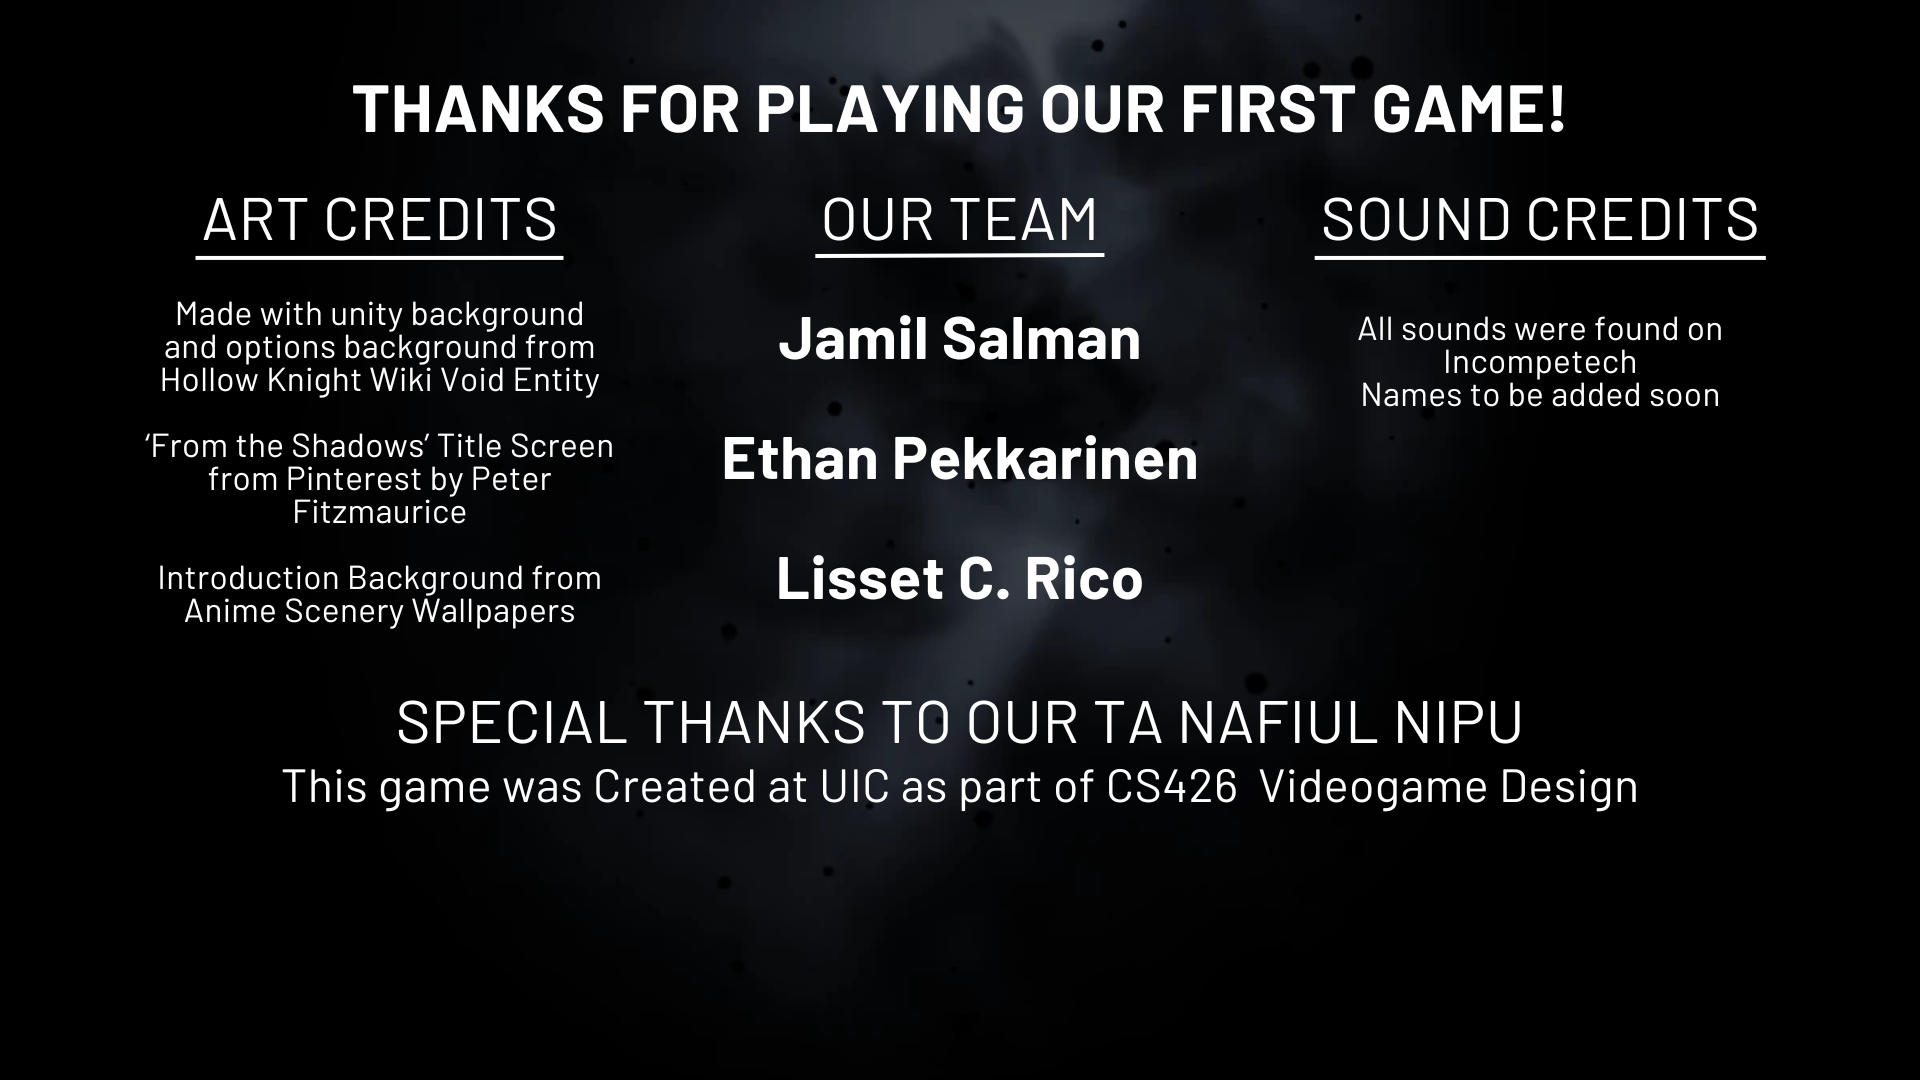 THANKS FOR PLAYING OUR FIRST GAME!
ART CREDITS
Made with unity background
and options background from
Hollow Knight Wiki Void Entity
‘From the Shadows’ Title Screen
from Pinterest by Peter
Fitzmaurice
Introduction Background from
Anime Scenery Wallpapers
OUR TEAM
Jamil Salman
Ethan Pekkarinen
Lisset C. Rico
SOUND CREDITS
All sounds were found on
Incompetech
Names to be added soon
SPECIAL THANKS TO OUR TA NAFIUL NIPU
This game was Created at UIC as part of CS426  Videogame Design